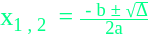 x₁ , ₂ = - b ± √Δ / 2a